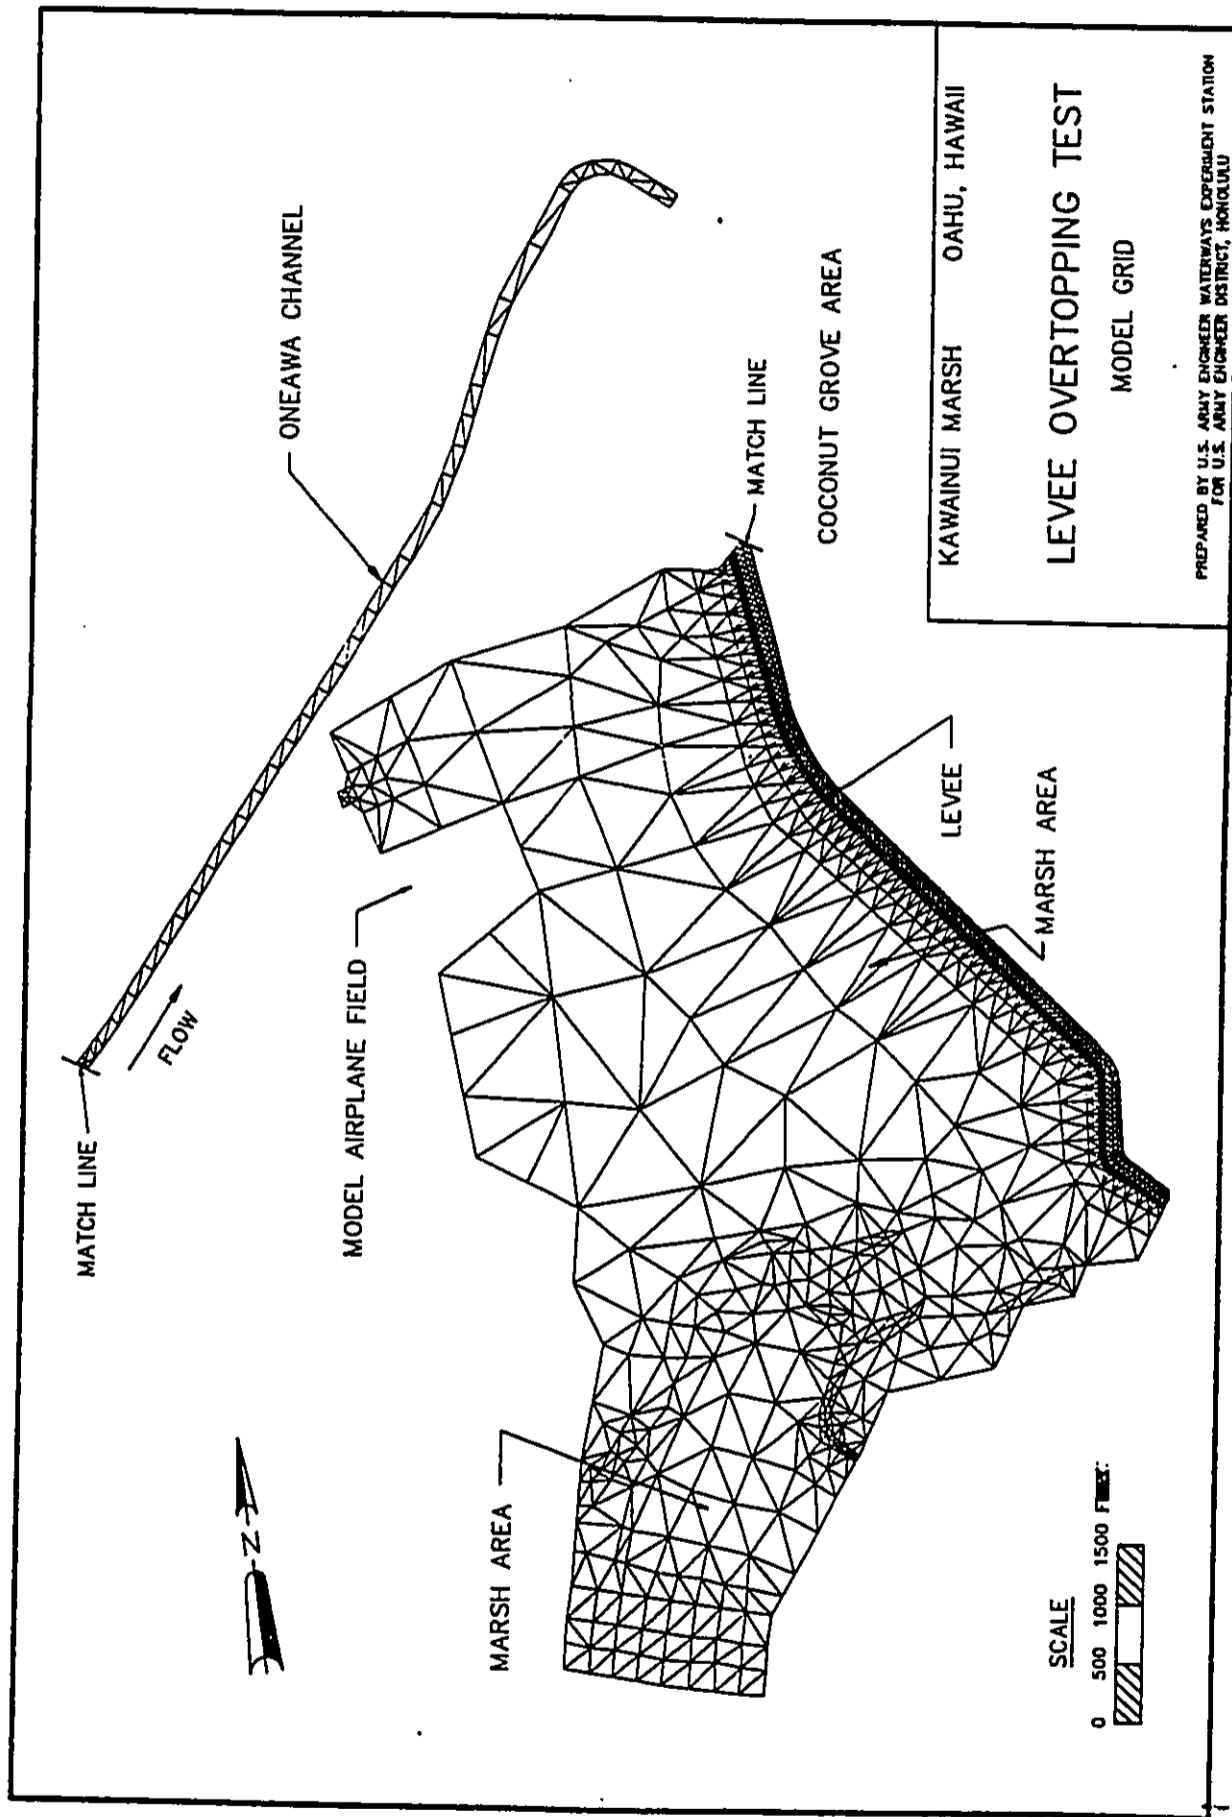 MATCH LINE
FLOW
ONEAWA CHANNEL
MODEL AIRPLANE FIELD
N
MATCH LINE
COCONUT GROVE AREA
MARSH AREA
LEVEE
MARSH AREA
SCALE
0 500 1000 1500
KAWAINUI MARSH OAHU, HAWAII
LEVEE OVERTOPPING TEST
MODEL GRID
PREPARED BY U.S. ARMY ENGINEER WATERWAYS EXPERIMENT STATION
FOR U.S. ARMY ENGINEER DISTRICT, HONOLULU